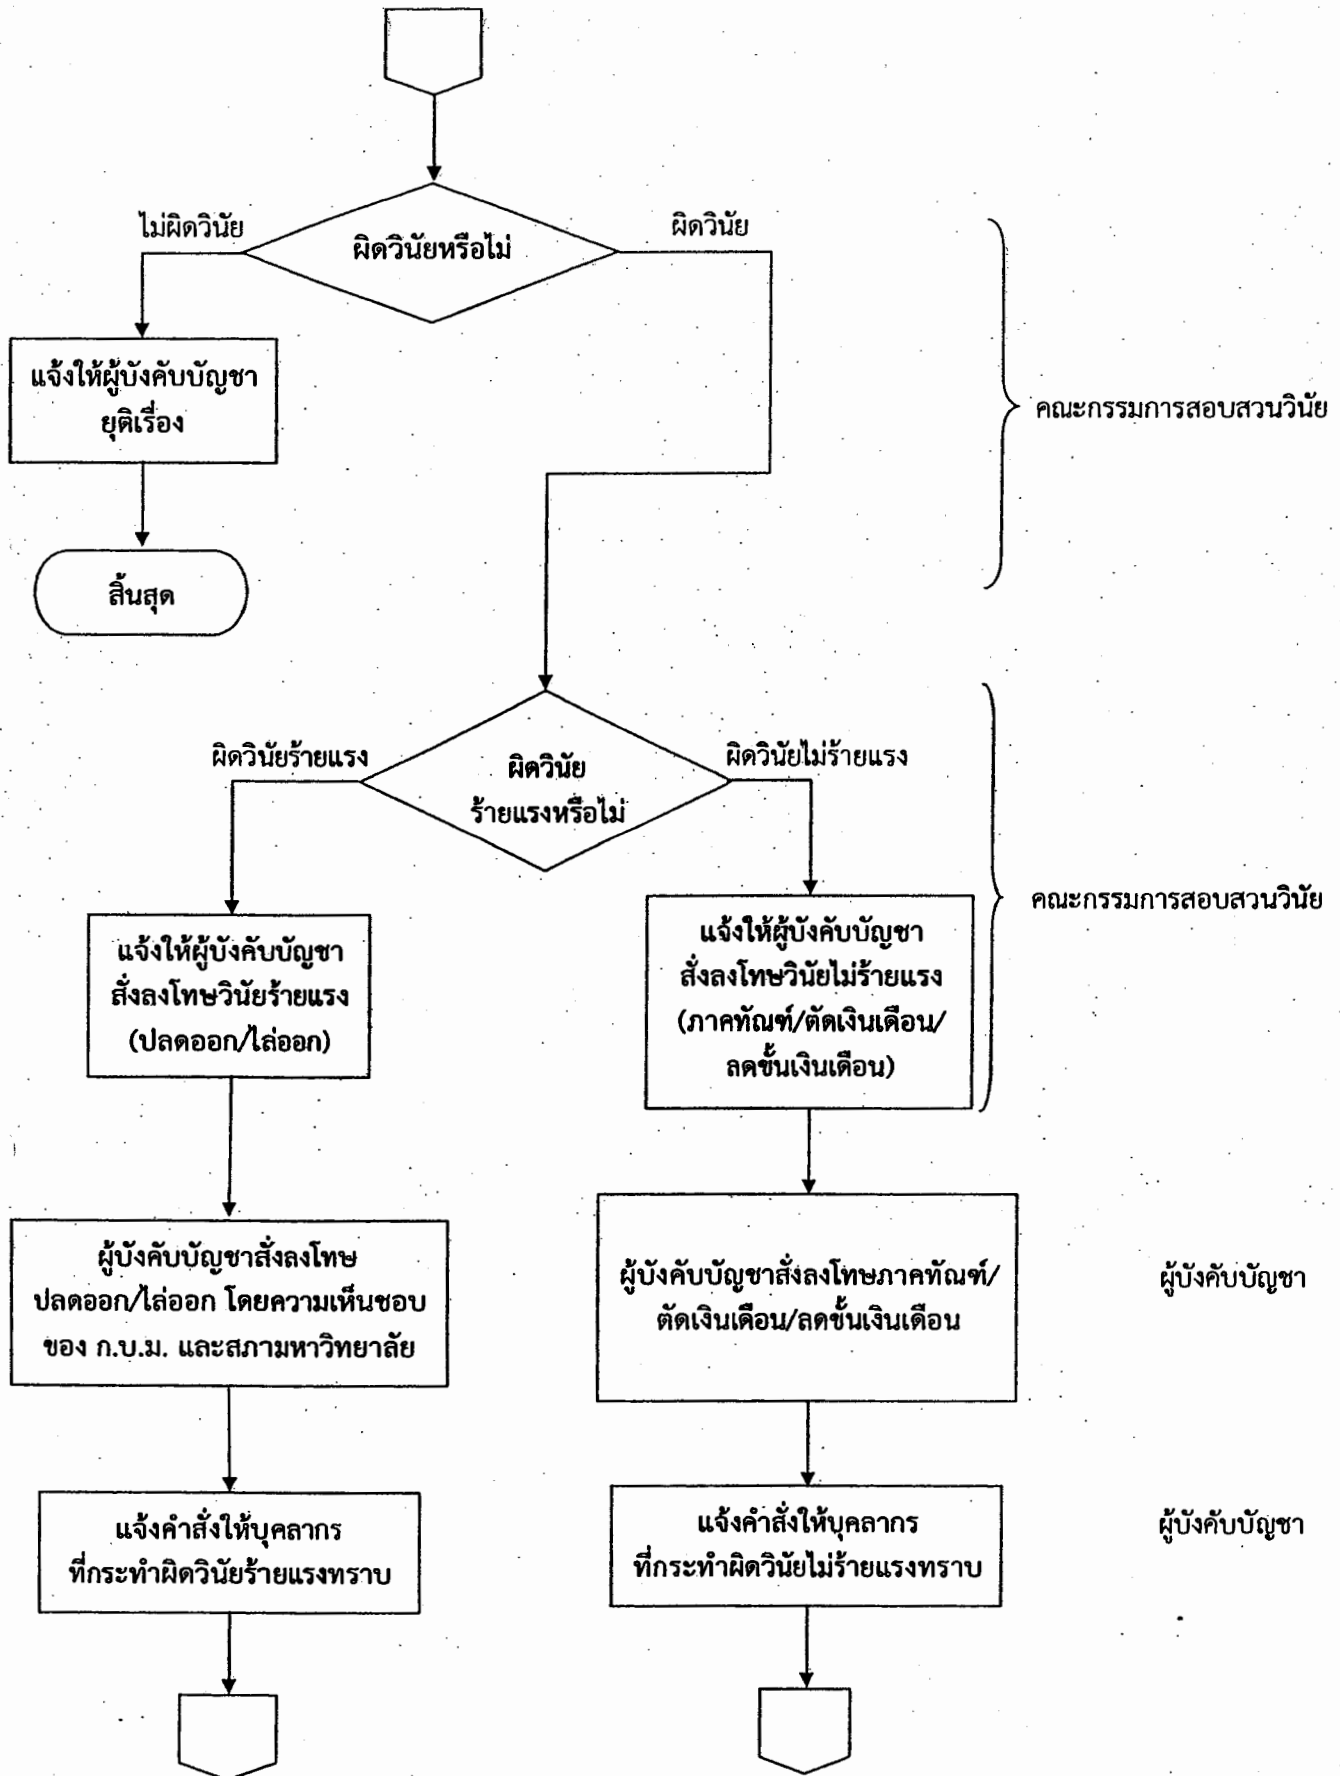 ไม่ผิดวินัย
ผิดวินัยหรือไม่
ผิดวินัย
แจ้งให้ผู้บังคับบัญชา
ยุติเรื่อง
คณะกรรมการสอบสวนวินัย
สิ้นสุด
ผิดวินัยร้ายแรง
ผิดวินัย
ร้ายแรงหรือไม่
ผิดวินัยไม่ร้ายแรง
แจ้งให้ผู้บังคับบัญชา
สั่งลงโทษวินัยร้ายแรง
(ปลดออก/ไล่ออก)
แจ้งให้ผู้บังคับบัญชา
สั่งลงโทษวินัยไม่ร้ายแรง
(ภาคทัณฑ์/ตัดเงินเดือน/
ลดขั้นเงินเดือน)
คณะกรรมการสอบสวนวินัย
ผู้บังคับบัญชาสั่งลงโทษ
ปลดออก/ไล่ออก โดยความเห็นชอบ
ของ ก.บ.ม. และสภามหาวิทยาลัย
ผู้บังคับบัญชาสั่งลงโทษภาคทัณฑ์/
ตัดเงินเดือน/ลดขั้นเงินเดือน
ผู้บังคับบัญชา
แจ้งคำสั่งให้บุคลากร
ที่กระทำผิดวินัยร้ายแรงทราบ
แจ้งคำสั่งให้บุคลากร
ที่กระทำผิดวินัยไม่ร้ายแรงทราบ
ผู้บังคับบัญชา